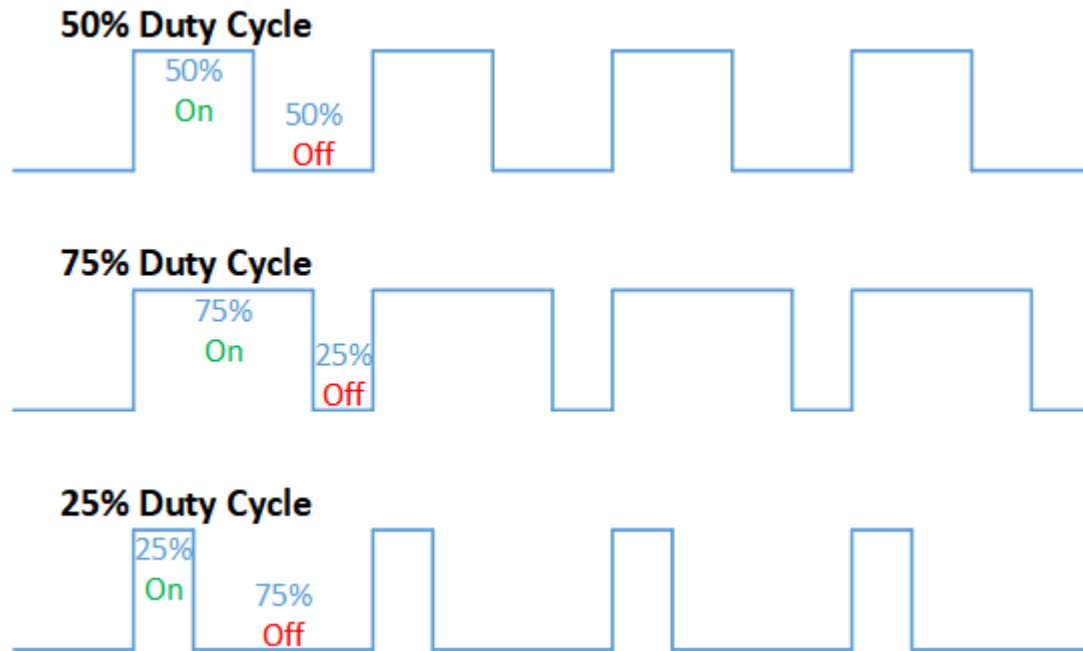 50% Duty Cycle
50%
On
50%
Off
75% Duty Cycle
75%
On
25%
Off
25% Duty Cycle
25%
On
75%
Off